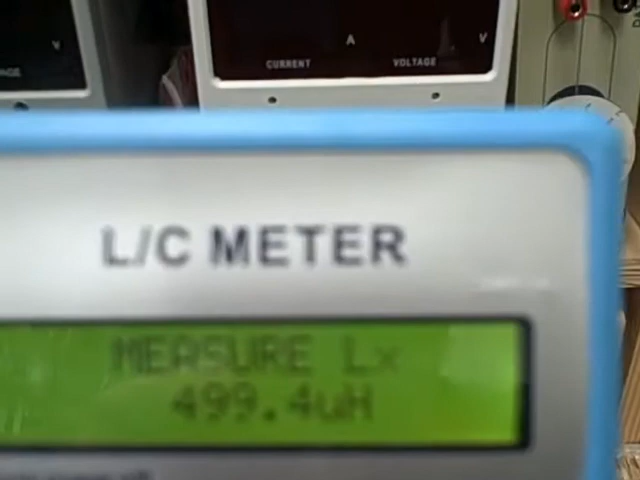 V
A
V
CURRENT
VOLTAGE
L/C METER
MEASURE Lx
499.4uH